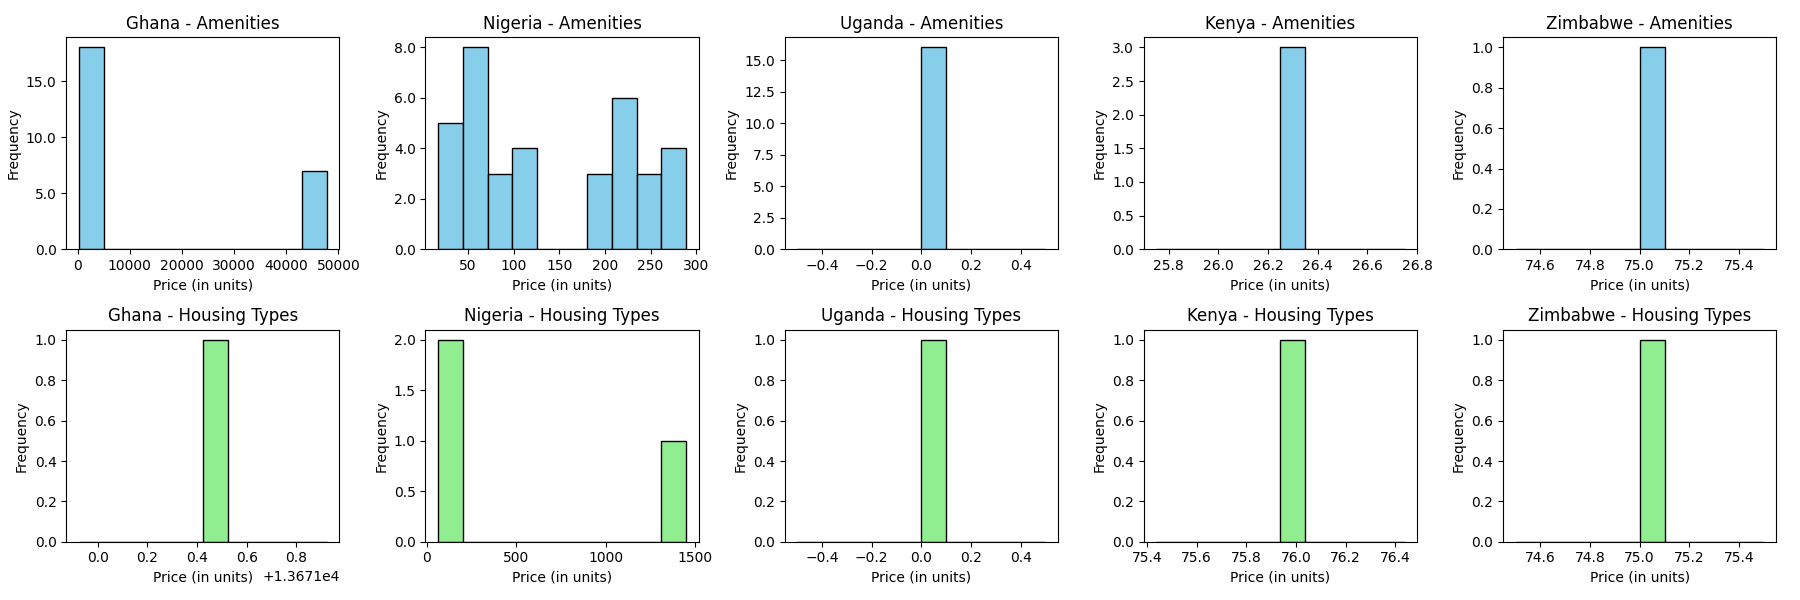 Ghana - Amenities
Frequency
15.0
10.0
5.0
0.0
0 10000 20000 30000 40000 50000
Price (in units)
Nigeria - Amenities
Frequency
8.0
6.0
4.0
2.0
0.0
50 100 150 200 250 300
Price (in units)
Uganda - Amenities
Frequency
15.0
12.5
10.0
7.5
5.0
2.5
0.0
−0.4 −0.2 0.0 0.2 0.4
Price (in units)
Kenya - Amenities
Frequency
3.0
2.5
2.0
1.5
1.0
0.5
0.0
25.8 26.0 26.2 26.4 26.6 26.8
Price (in units)
Zimbabwe - Amenities
Frequency
1.0
0.8
0.6
0.4
0.2
0.0
74.6 74.8 75.0 75.2 75.4
Price (in units)
Ghana - Housing Types
Frequency
1.0
0.8
0.6
0.4
0.2
0.0
0.0 0.2 0.4 0.6 0.8
Price (in units) +1.3671e4
Nigeria - Housing Types
Frequency
2.0
1.5
1.0
0.5
0.0
0 500 1000 1500
Price (in units)
Uganda - Housing Types
Frequency
1.0
0.8
0.6
0.4
0.2
0.0
−0.4 −0.2 0.0 0.2 0.4
Price (in units)
Kenya - Housing Types
Frequency
1.0
0.8
0.6
0.4
0.2
0.0
75.4 75.6 75.8 76.0 76.2 76.4
Price (in units)
Zimbabwe - Housing Types
Frequency
1.0
0.8
0.6
0.4
0.2
0.0
74.6 74.8 75.0 75.2 75.4
Price (in units)